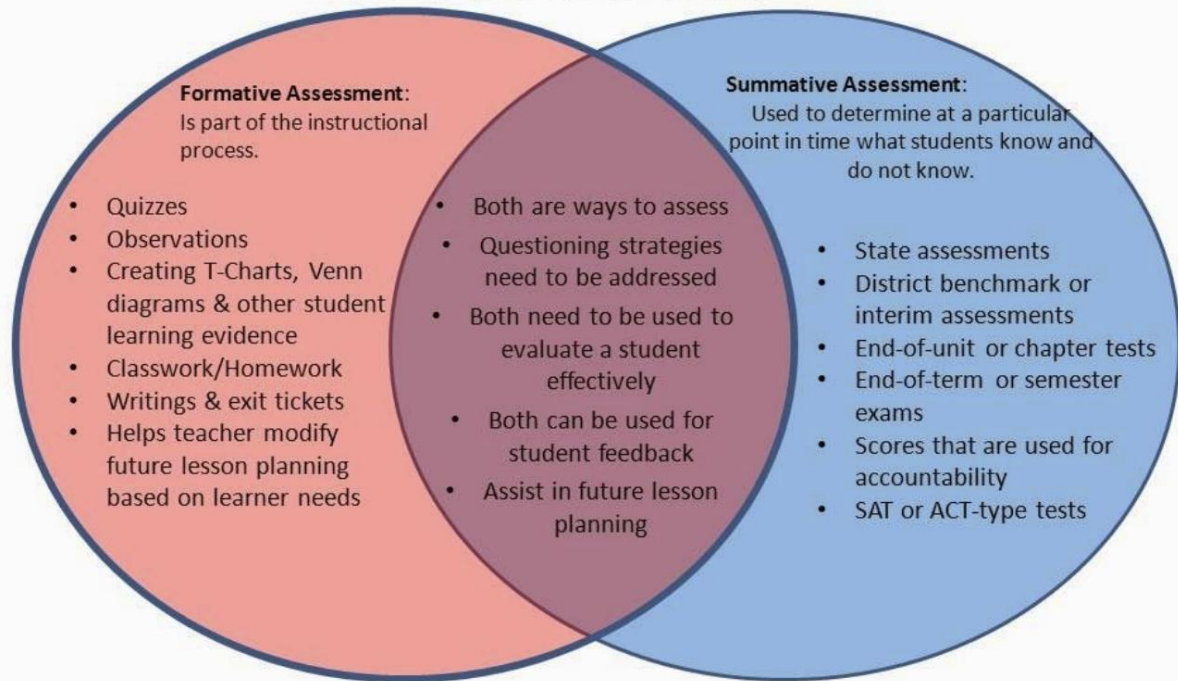 Formative Assessment:
Is part of the instructional
process.
• Quizzes
• Observations
• Creating T-Charts, Venn
diagrams & other student
learning evidence
• Classwork/Homework
• Writings & exit tickets
• Helps teacher modify
future lesson planning
based on learner needs
• Both are ways to assess
• Questioning strategies
need to be addressed
• Both need to be used to
evaluate a student
effectively
• Both can be used for
student feedback
• Assist in future lesson
planning
Summative Assessment:
Used to determine at a particular
point in time what students know and
do not know.
• State assessments
• District benchmark or
interim assessments
• End-of-unit or chapter tests
• End-of-term or semester
exams
• Scores that are used for
accountability
• SAT or ACT-type tests